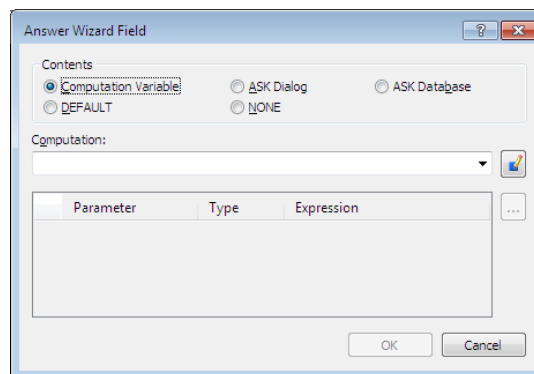 Answer Wizard Field
Contents
Computation Variable ASK Dialog ASK Database
DEFAULT NONE
Computation:
Parameter Type Expression
...
OK Cancel